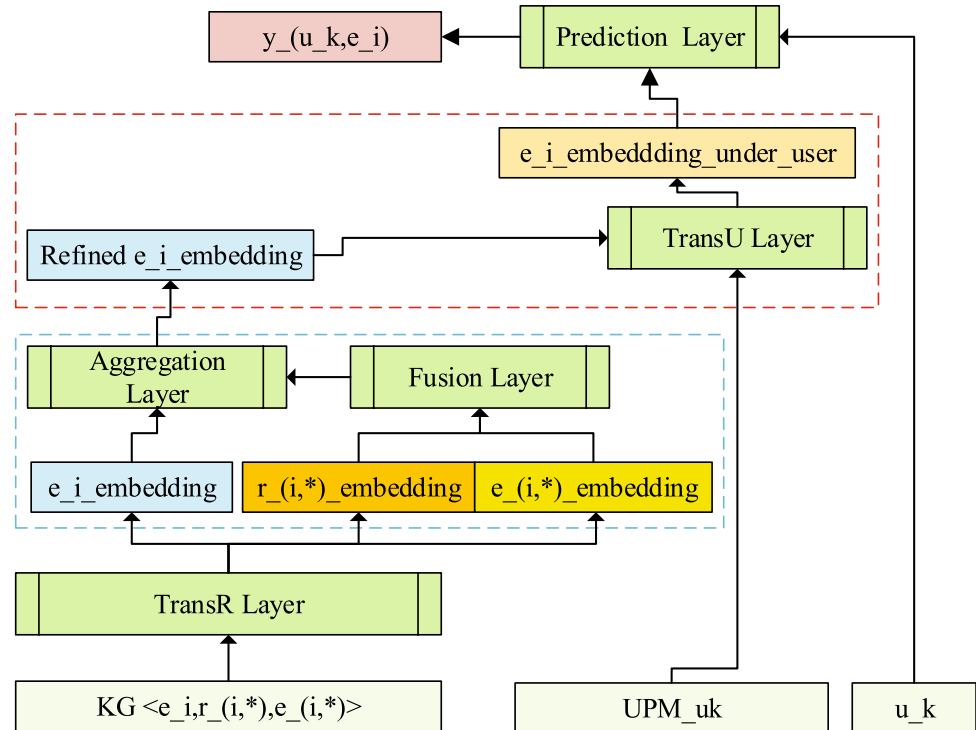 y_(u_k,e_i)
Prediction Layer
e_i_embeddding_under_user
Refined e_i_embedding
TransU Layer
Aggregation
Layer
Fusion Layer
e_i_embedding
r_(i,*)_embedding
e_(i,*)_embedding
TransR Layer
KG <e_i,r_(i,*),e_(i,*)>
UPM_uk
u_k